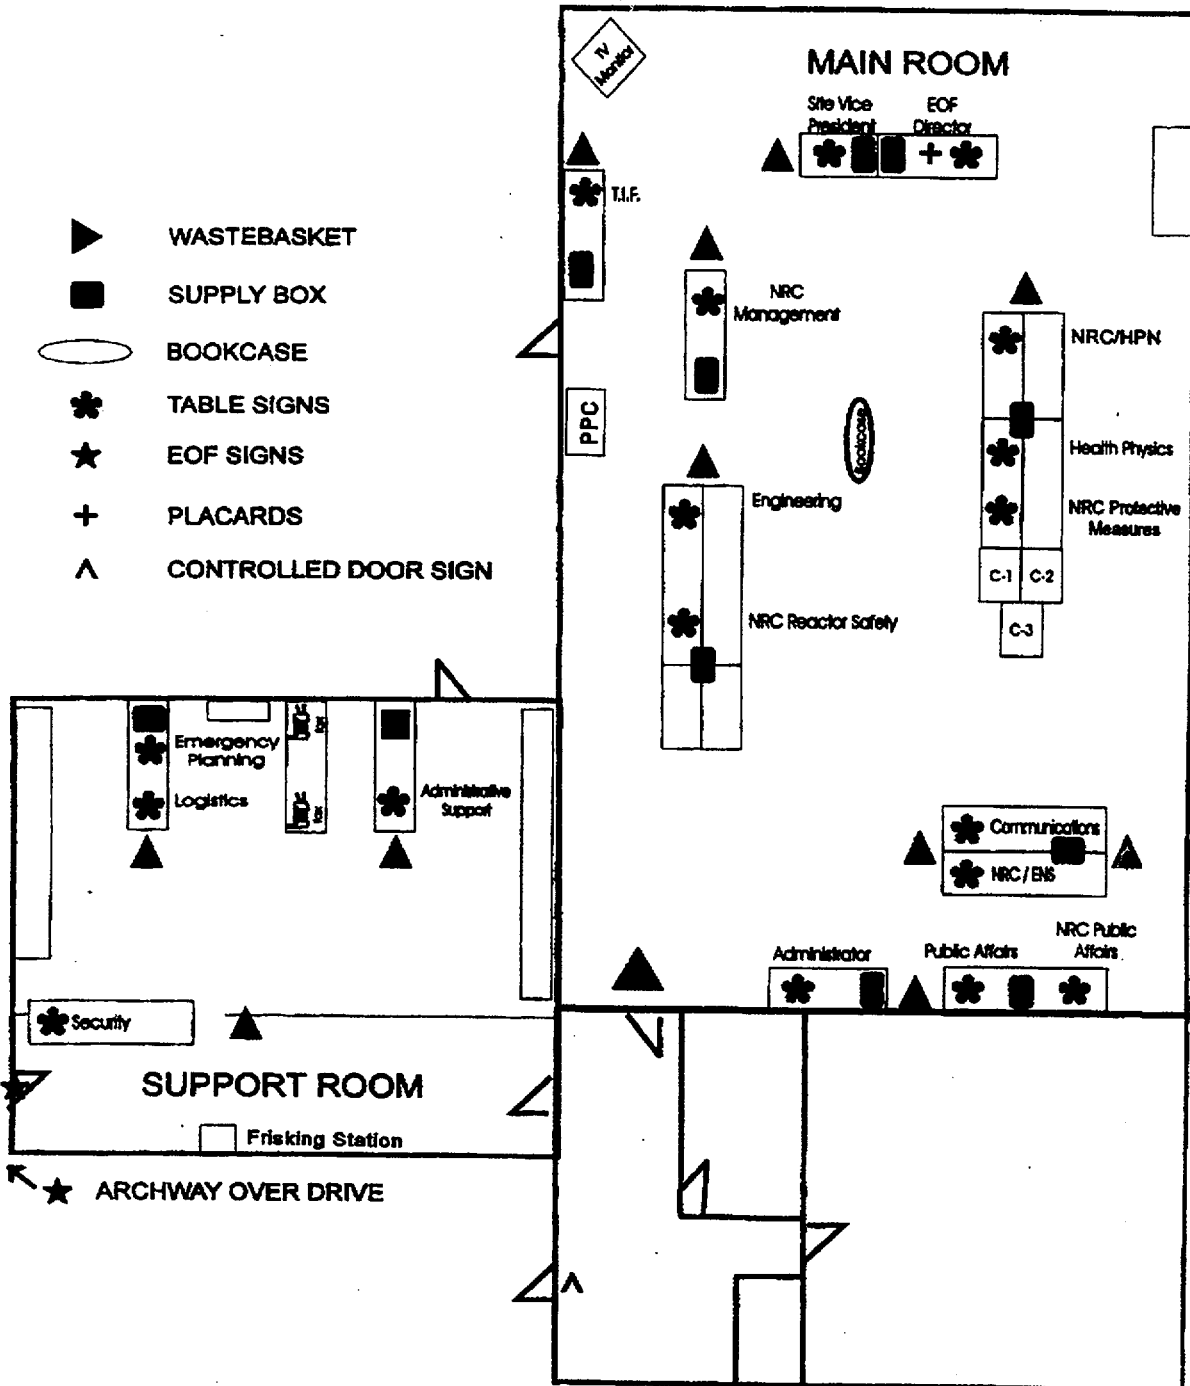 TV
Monitor
MAIN ROOM
Site Vice
President
EOF
Director
T.I.F.
WASTEBASKET
SUPPLY BOX
BOOKCASE
TABLE SIGNS
EOF SIGNS
PLACARDS
CONTROLLED DOOR SIGN
NRC
Management
NRC/HPN
PPC
Bookcase
Health Physics
Engineering
NRC Protective
Measures
C-1
C-2
NRC Reactor Safety
C-3
Emergency
Planning
Logistics
fax
fax
Administrative
Support
Communications
NRC / ENS
Administrator
Public Affairs
NRC Public
Affairs
Security
SUPPORT ROOM
Frisking Station
ARCHWAY OVER DRIVE